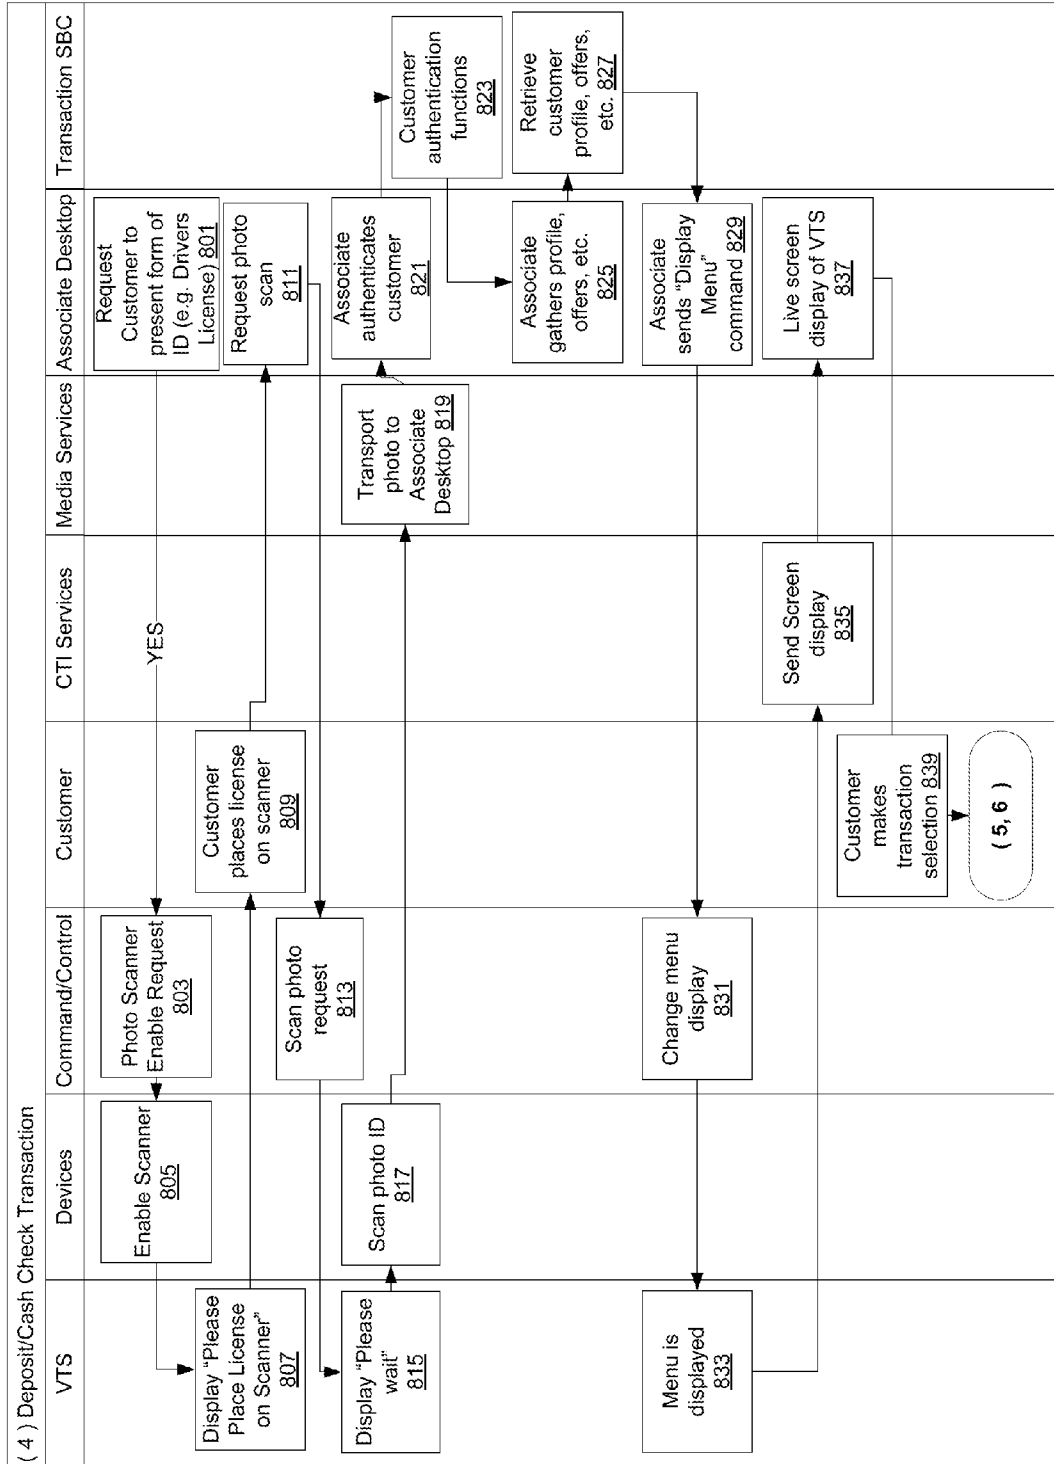 ( 4 ) Deposit/Cash Check Transaction
VTS
Devices
Command/Control
Customer
CTI Services
Media Services
Associate Desktop
Transaction SBC
Request
Customer to
present form of
ID (e.g. Drivers
License) 801
YES
Photo Scanner
Enable Request
803
Enable Scanner
805
Display “Please
Place License
on Scanner”
807
Customer
places license
on scanner
809
Request photo
scan
811
Scan photo
request
813
Display “Please
wait”
815
Scan photo ID
817
Transport
photo to
Associate
Desktop 819
Associate
authenticates
customer
821
Customer
authentication
functions
823
Associate
gathers profile,
offers, etc.
825
Retrieve
customer
profile, offers,
etc. 827
Associate
sends “Display
Menu”
command 829
Change menu
display
831
Menu is
displayed
833
Send Screen
display
835
Live screen
display of VTS
837
Customer
makes
transaction
selection 839
( 5, 6 )